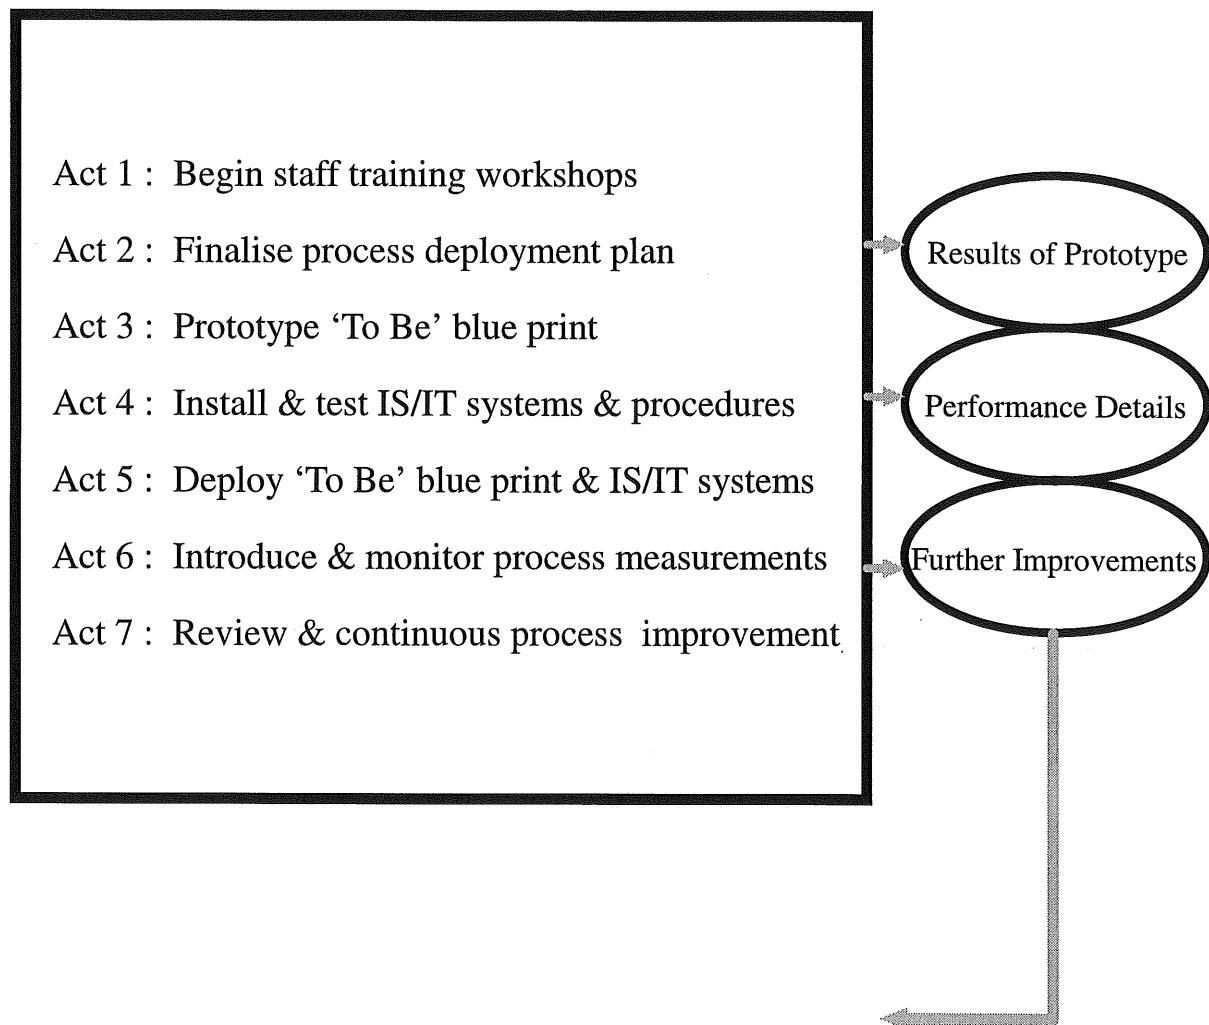 Act 1 : Begin staff training workshops
Act 2 : Finalise process deployment plan
Act 3 : Prototype ‘To Be’ blue print
Act 4 : Install & test IS/IT systems & procedures
Act 5 : Deploy ‘To Be’ blue print & IS/IT systems
Act 6 : Introduce & monitor process measurements
Act 7 : Review & continuous process improvement
Results of Prototype
Performance Details
Further Improvements